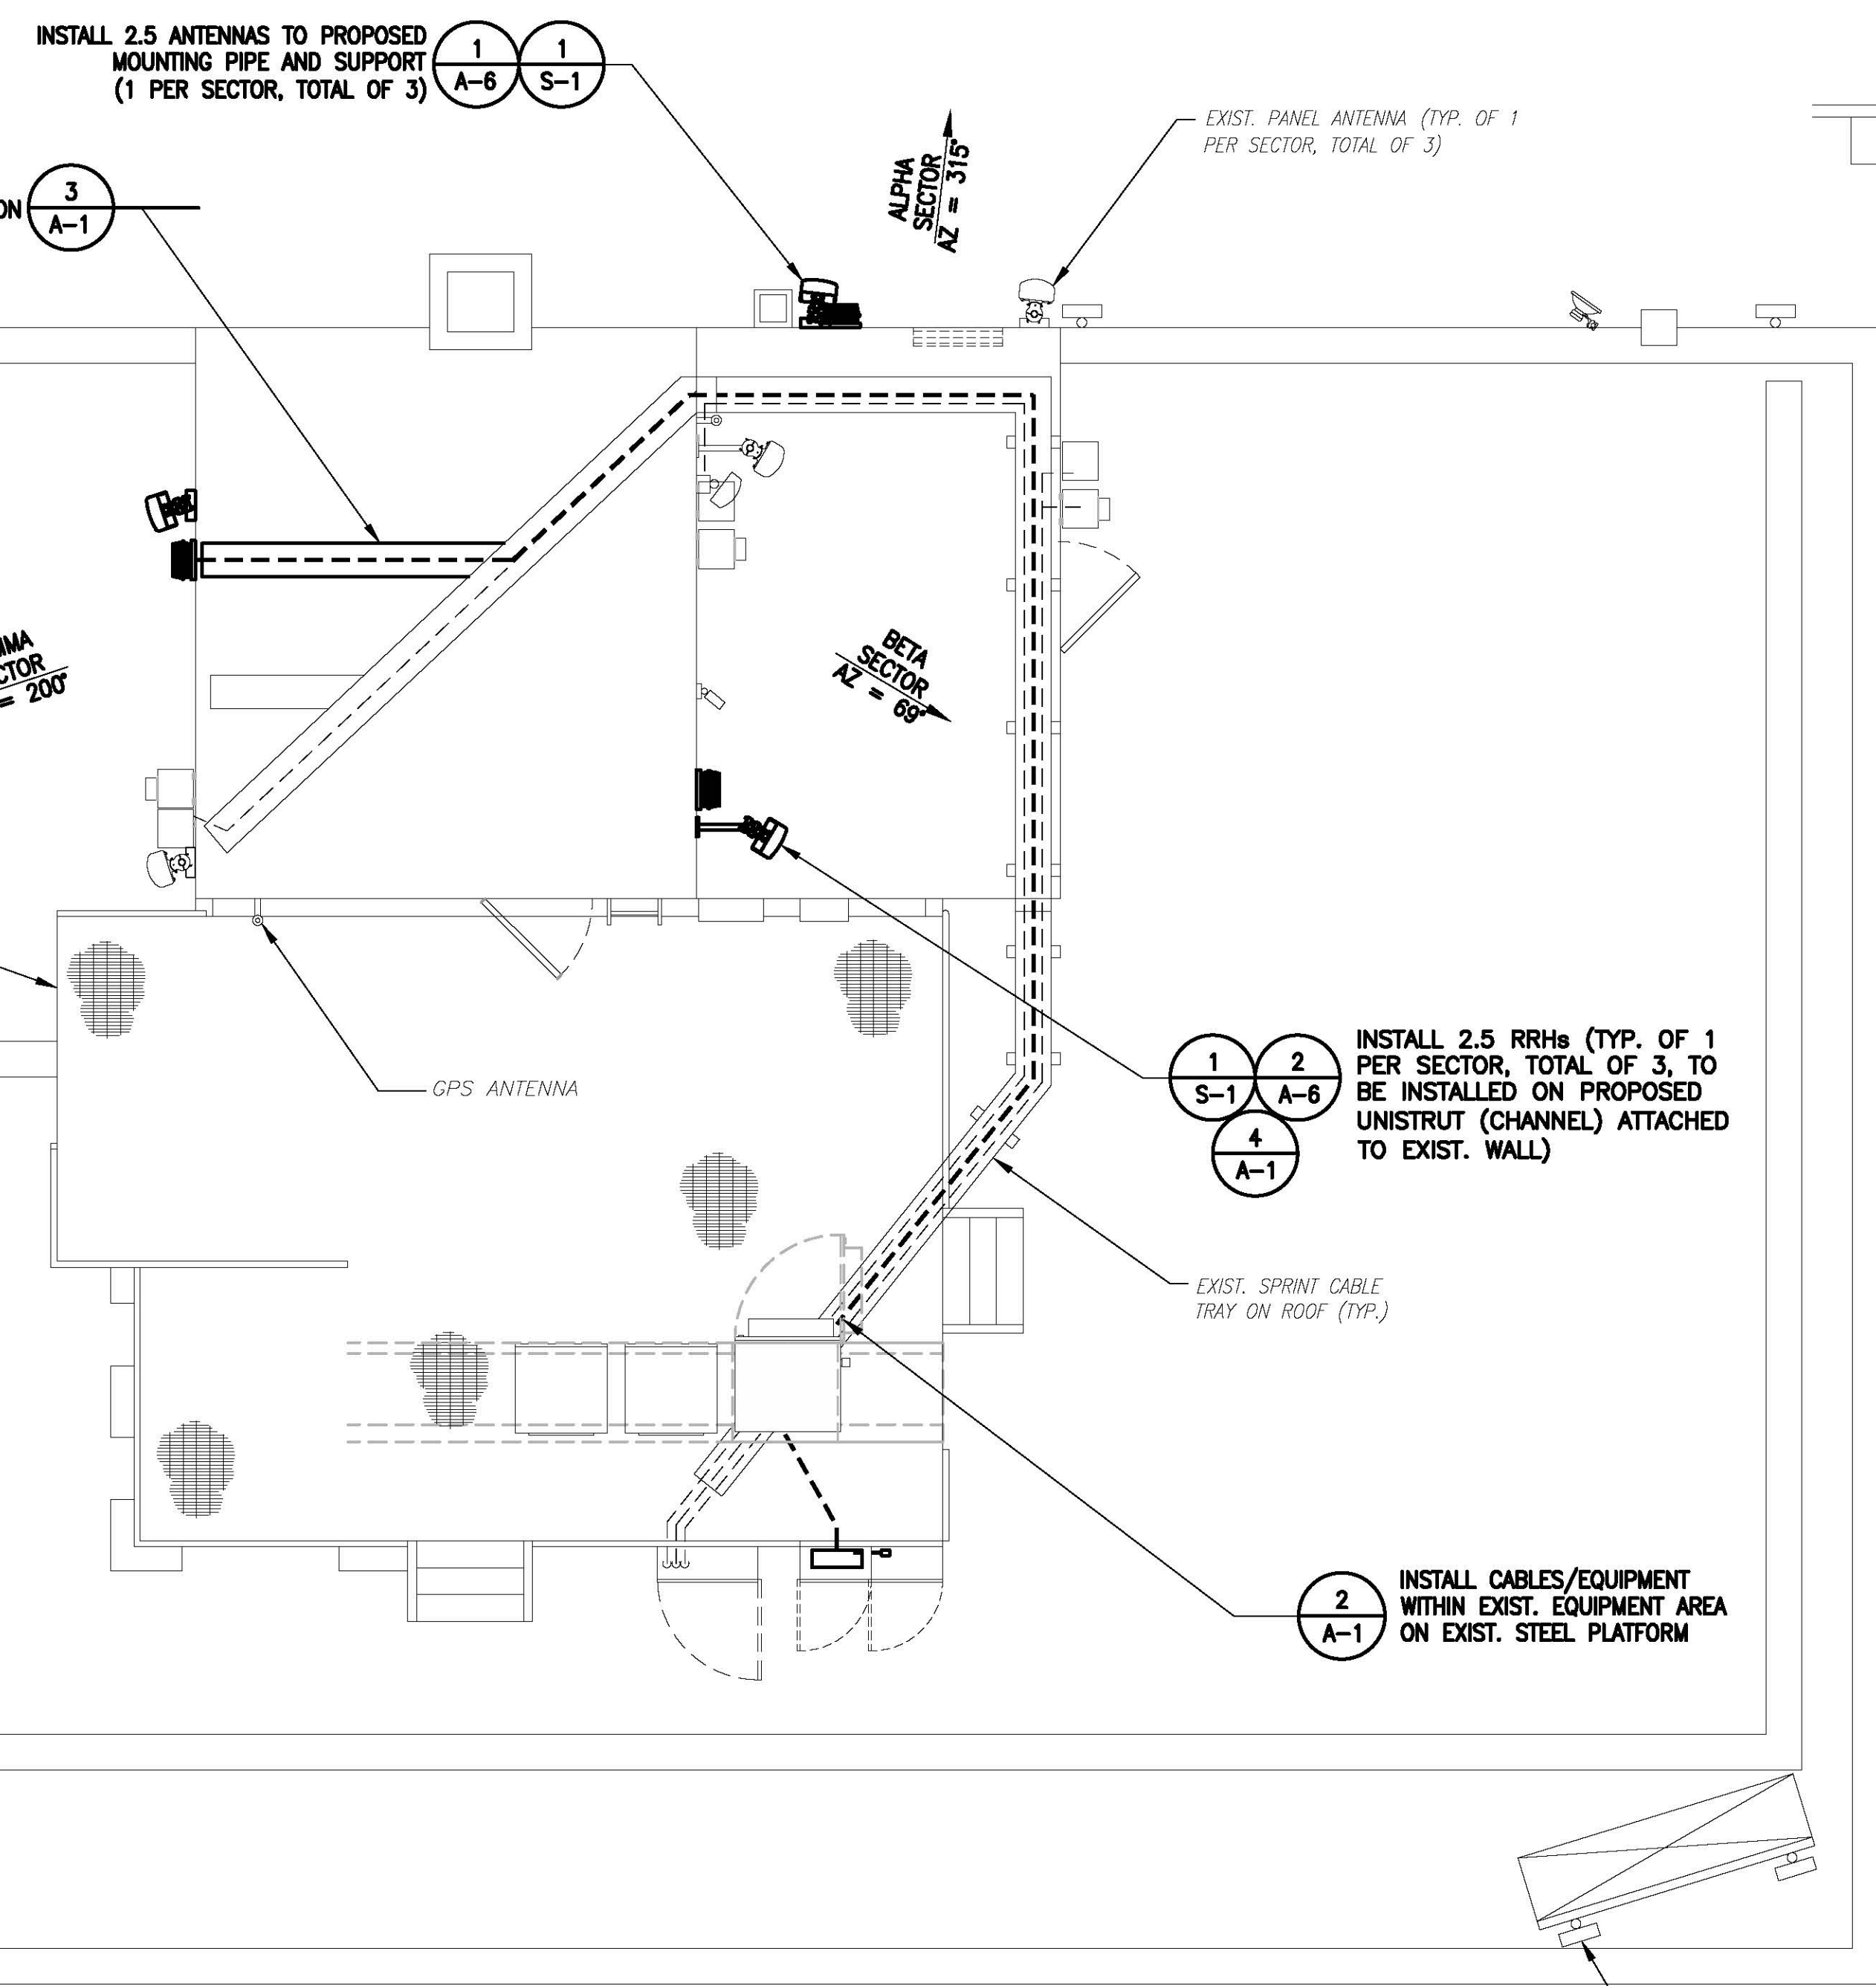 INSTALL 2.5 ANTENNAS TO PROPOSED
MOUNTING PIPE AND SUPPORT
(1 PER SECTOR, TOTAL OF 3)
1
A-6
1
S-1
ALPHA
SECTOR
AZ = 315°
EXIST. PANEL ANTENNA (TYP. OF 1
PER SECTOR, TOTAL OF 3)
3
A-1
BETA
SECTOR
AZ = 69°
= 200°
GPS ANTENNA
1
S-1
2
A-6
4
A-1
INSTALL 2.5 RRHs (TYP. OF 1
PER SECTOR, TOTAL OF 3, TO
BE INSTALLED ON PROPOSED
UNISTRUT (CHANNEL) ATTACHED
TO EXIST. WALL)
EXIST. SPRINT CABLE
TRAY ON ROOF (TYP.)
2
A-1
INSTALL CABLES/EQUIPMENT
WITHIN EXIST. EQUIPMENT AREA
ON EXIST. STEEL PLATFORM